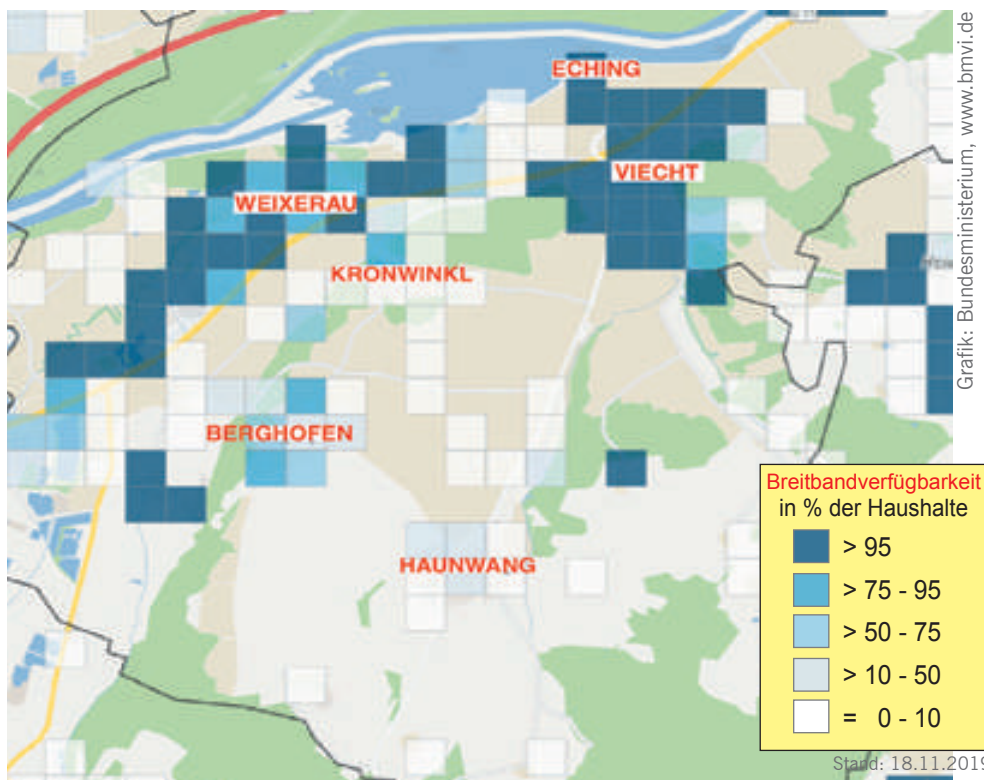 ECHING
VIECHT
WEIXERAU
KRONWINKL
BERGHOFEN
HAUNWANG
Grafik: Bundesministerium, www.bmvi.de
Breitbandverfügbarkeit
in % der Haushalte
> 95
> 75 - 95
> 50 - 75
> 10 - 50
= 0 - 10
Stand: 18.11.2019